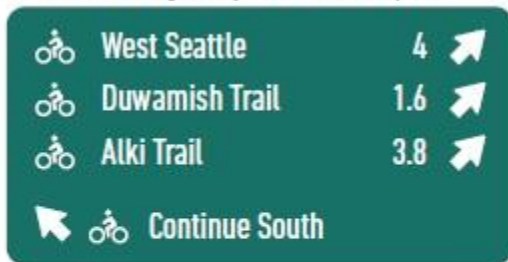 West Seattle 4
Duwamish Trail 1.6
Alki Trail 3.8
Continue South